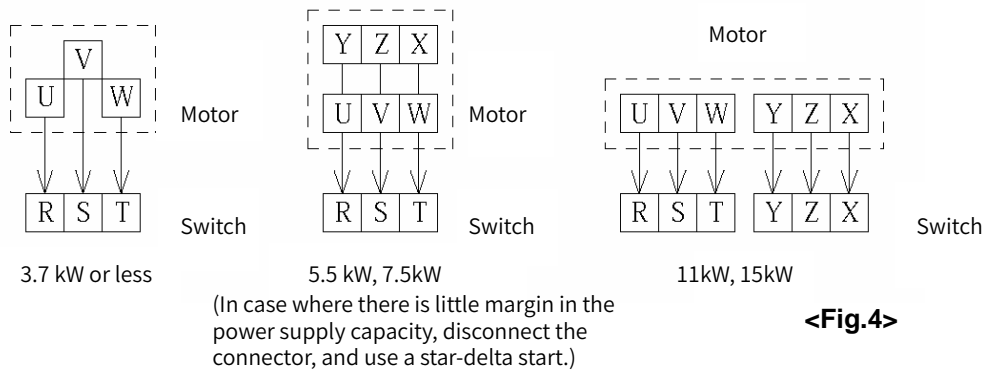 V
U W
Motor
R S T
Switch
3.7 kW or less
Y Z X
U V W
Motor
R S T
Switch
5.5 kW, 7.5kW
(In case where there is little margin in the
power supply capacity, disconnect the
connector, and use a star-delta start.)
Motor
U V W Y Z X
R S T Y Z X
Switch
11kW, 15kW
<Fig.4>